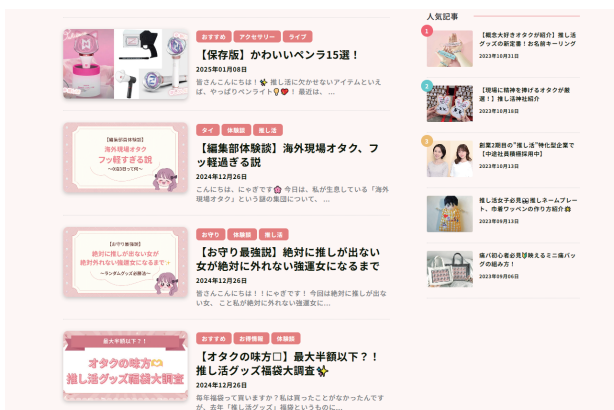 おすすめ アクセサリー ライブ
【保存版】かわいいペンラ15選！
2025年01月08日
皆さんこんにちは！✨ 推し活に欠かせないアイテムといえ
ば、やっぱりペンライト💡❤！ 最近は、 ...
【編集部体験談】
海外現場オタク
フッ軽すぎる説
〜0泊3日って何〜
タイ 体験談 推し活
【編集部体験談】海外現場オタク、フ
ッ軽過ぎる説
2024年12月26日
こんにちは、にゃぎです🌸 今日は、私が生息している「海外
現場オタク」という謎の集団について、 ...
【お守り最強説】
絶対に推しが出ない女が
絶対外れない強運女になるまで✨
〜ランダムグッズ必勝法〜
お守り 体験談 推し活
【お守り最強説】絶対に推しが出ない
女が絶対に外れない強運女になるまで
2024年12月26日
皆さんこんにちは！！にゃぎです！ 今回は絶対に推しが出な
い女、 こと私が絶対に外れない強運女に...
最大半額以下？！
オタクの味方🫶
推し活グッズ福袋大調査
おすすめ お得情報 体験談
【オタクの味方□】最大半額以下？！
推し活グッズ福袋大調査✨
2024年12月26日
毎年福袋って買いますか？私は買ったことがなかったんです
が、去年「推し活グッズ」福袋というものに...
人気記事
1
【概念大好きオタクが紹介】推し活
グッズの新定番！お名前キーリング
2023年10月31日
2
【現場に精神を捧げるオタクが厳
選！】推し活神社紹介
2023年10月18日
3
副業2期目の"推し活"特化型企業で
【中途社員積極採用中】
2023年10月13日
推し活女子必見👀推しネームプレー
ト、巾着ワッペンの作り方紹介🌼
2023年09月13日
痛バ初心者必見‼映えるミニ痛バッ
グの組み方！
2023年09月06日